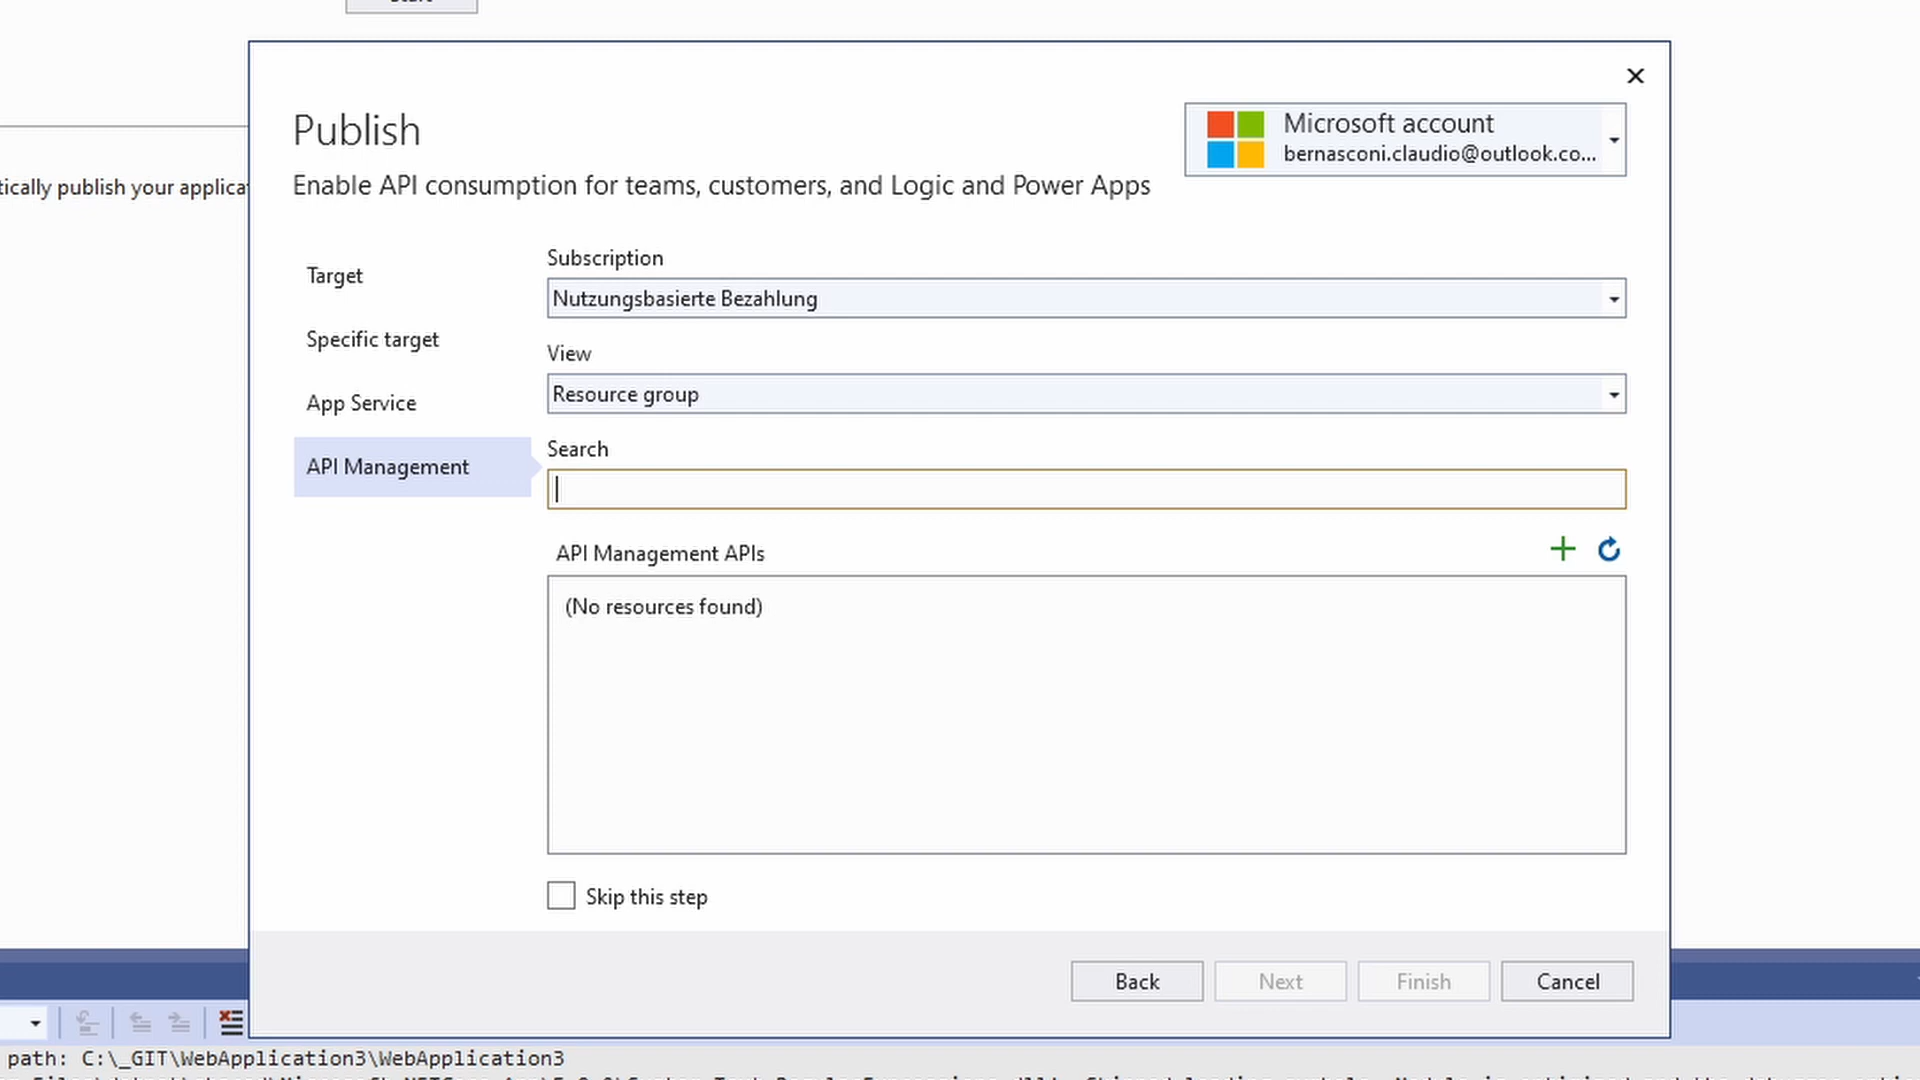 Start
tically publish your applicat
Publish
Microsoft account
bernasconi.claudio@outlook.co...
Enable API consumption for teams, customers, and Logic and Power Apps
Target
Specific target
App Service
API Management
Subscription
Nutzungsbasierte Bezahlung
View
Resource group
Search
API Management APIs
(No resources found)
Skip this step
Back
Next
Finish
Cancel
path: C:\_GIT\WebApplication3\WebApplication3